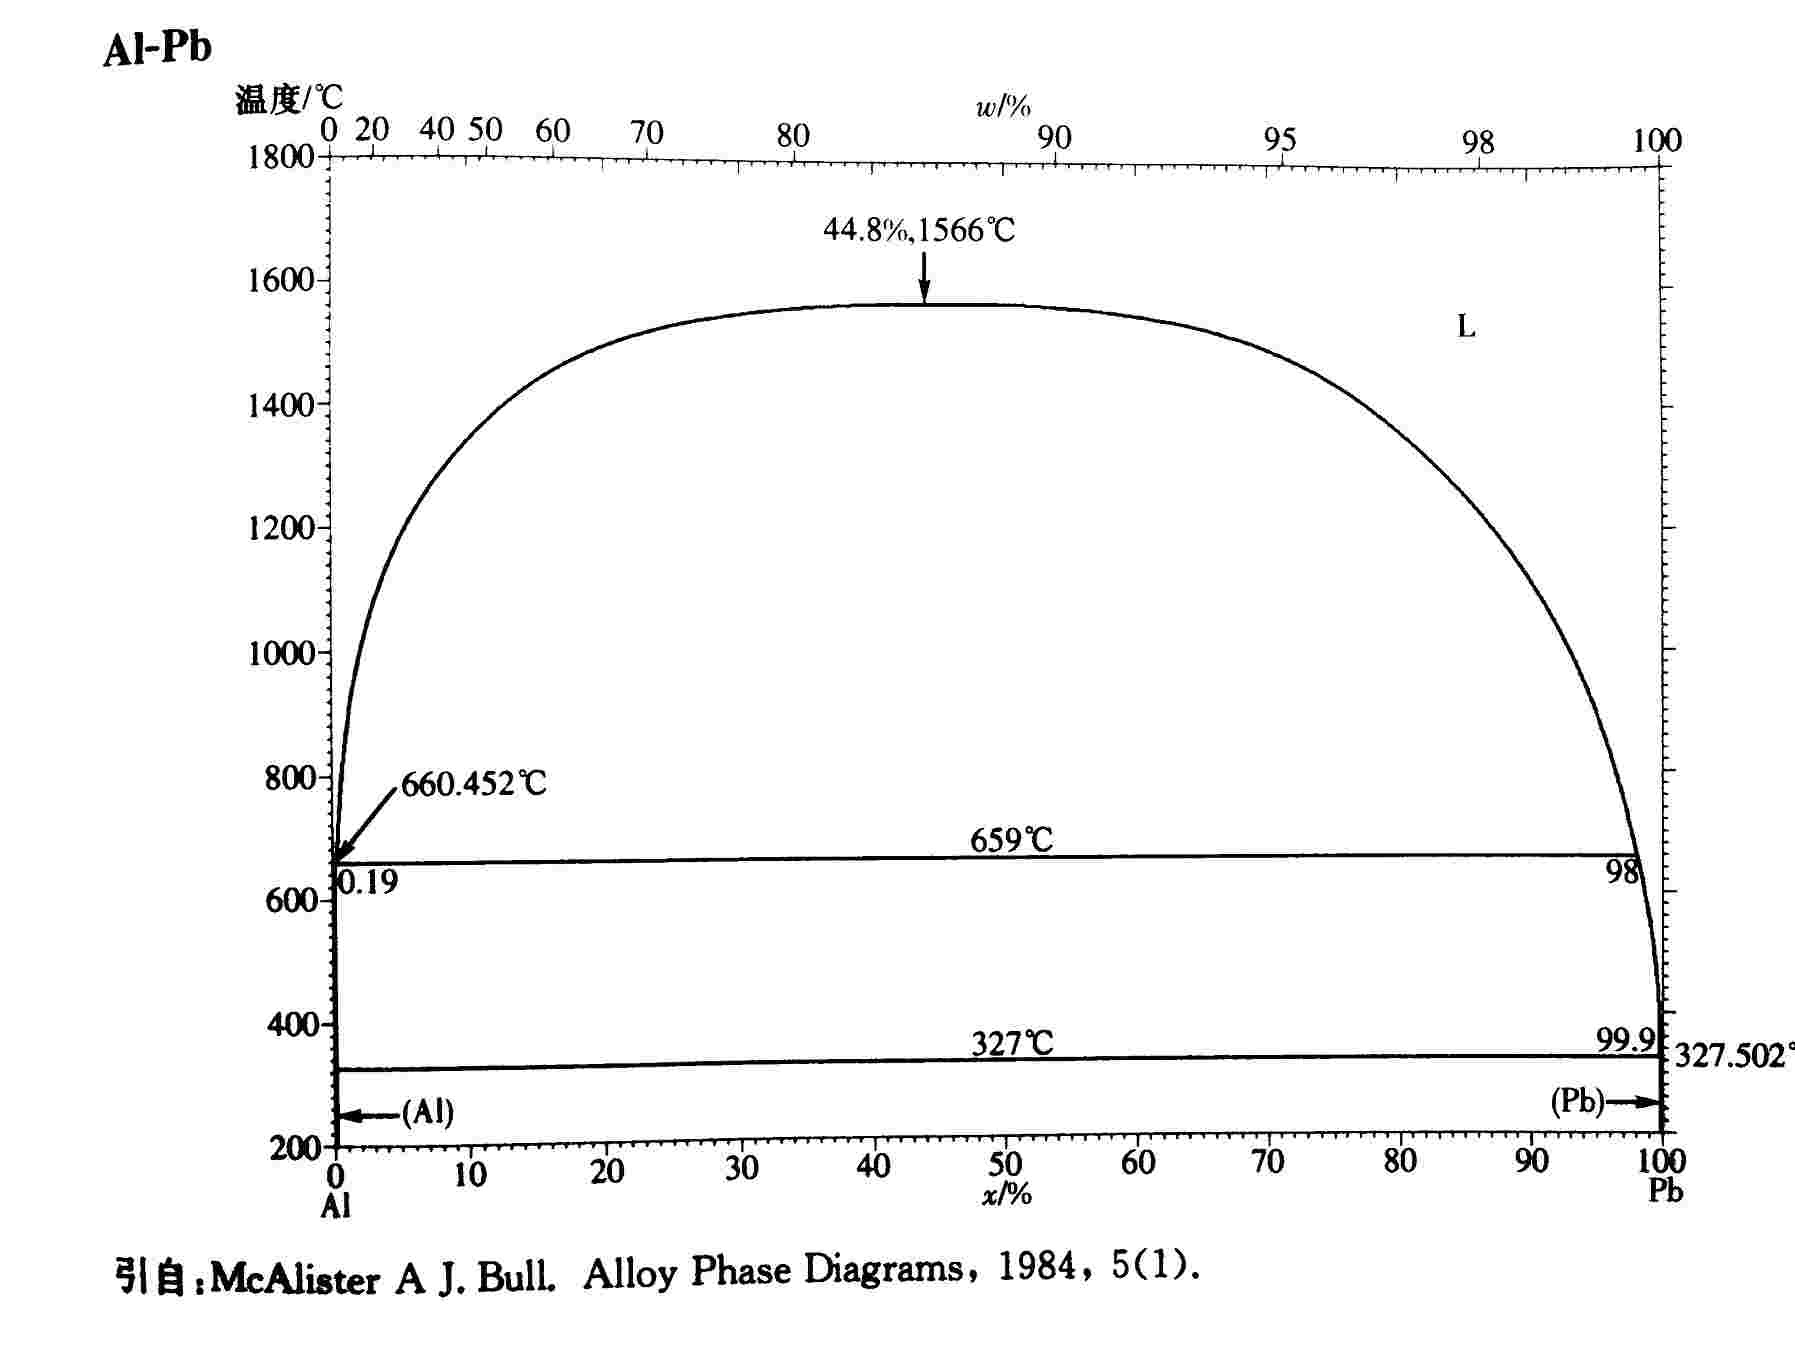 Al-Pb
温度/℃
w/%
0 20 40 50 60 70 80 90 95 98 100
1800
44.8%,1566℃
1600
L
1400
1200
1000
800
660.452℃
659℃
0.19
98
600
400
327℃
99.9
327.502°
(Al)
(Pb)
200
0 10 20 30 40 50 60 70 80 90 100
Al
x/%
Pb
引自:McAlister A J. Bull. Alloy Phase Diagrams, 1984, 5(1).